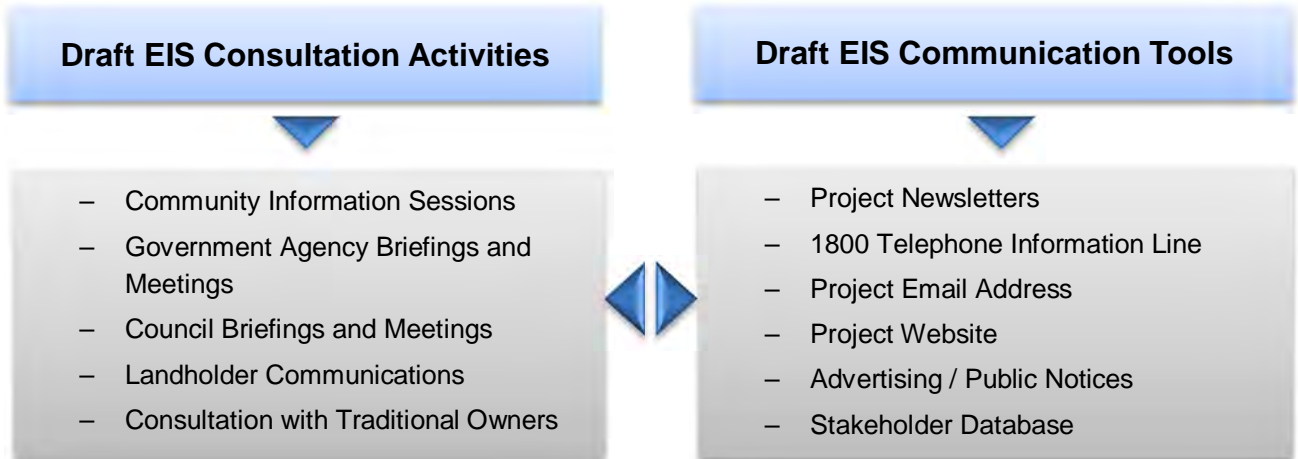 Draft EIS Consultation Activities
– Community Information Sessions
– Government Agency Briefings and
Meetings
– Council Briefings and Meetings
– Landholder Communications
– Consultation with Traditional Owners
Draft EIS Communication Tools
– Project Newsletters
– 1800 Telephone Information Line
– Project Email Address
– Project Website
– Advertising / Public Notices
– Stakeholder Database